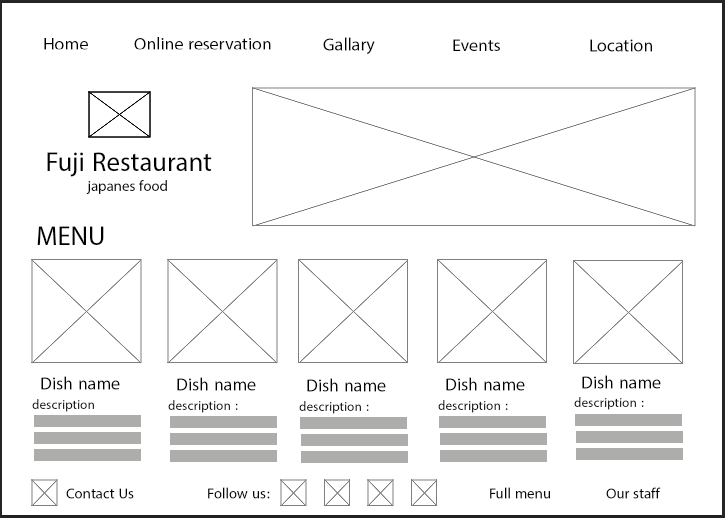 Home Online reservation Gallary Events Location
Fuji Restaurant
japanes food
MENU
Dish name Dish name Dish name Dish name Dish name
description description : description : description : description :
Contact Us Follow us: Full menu Our staff